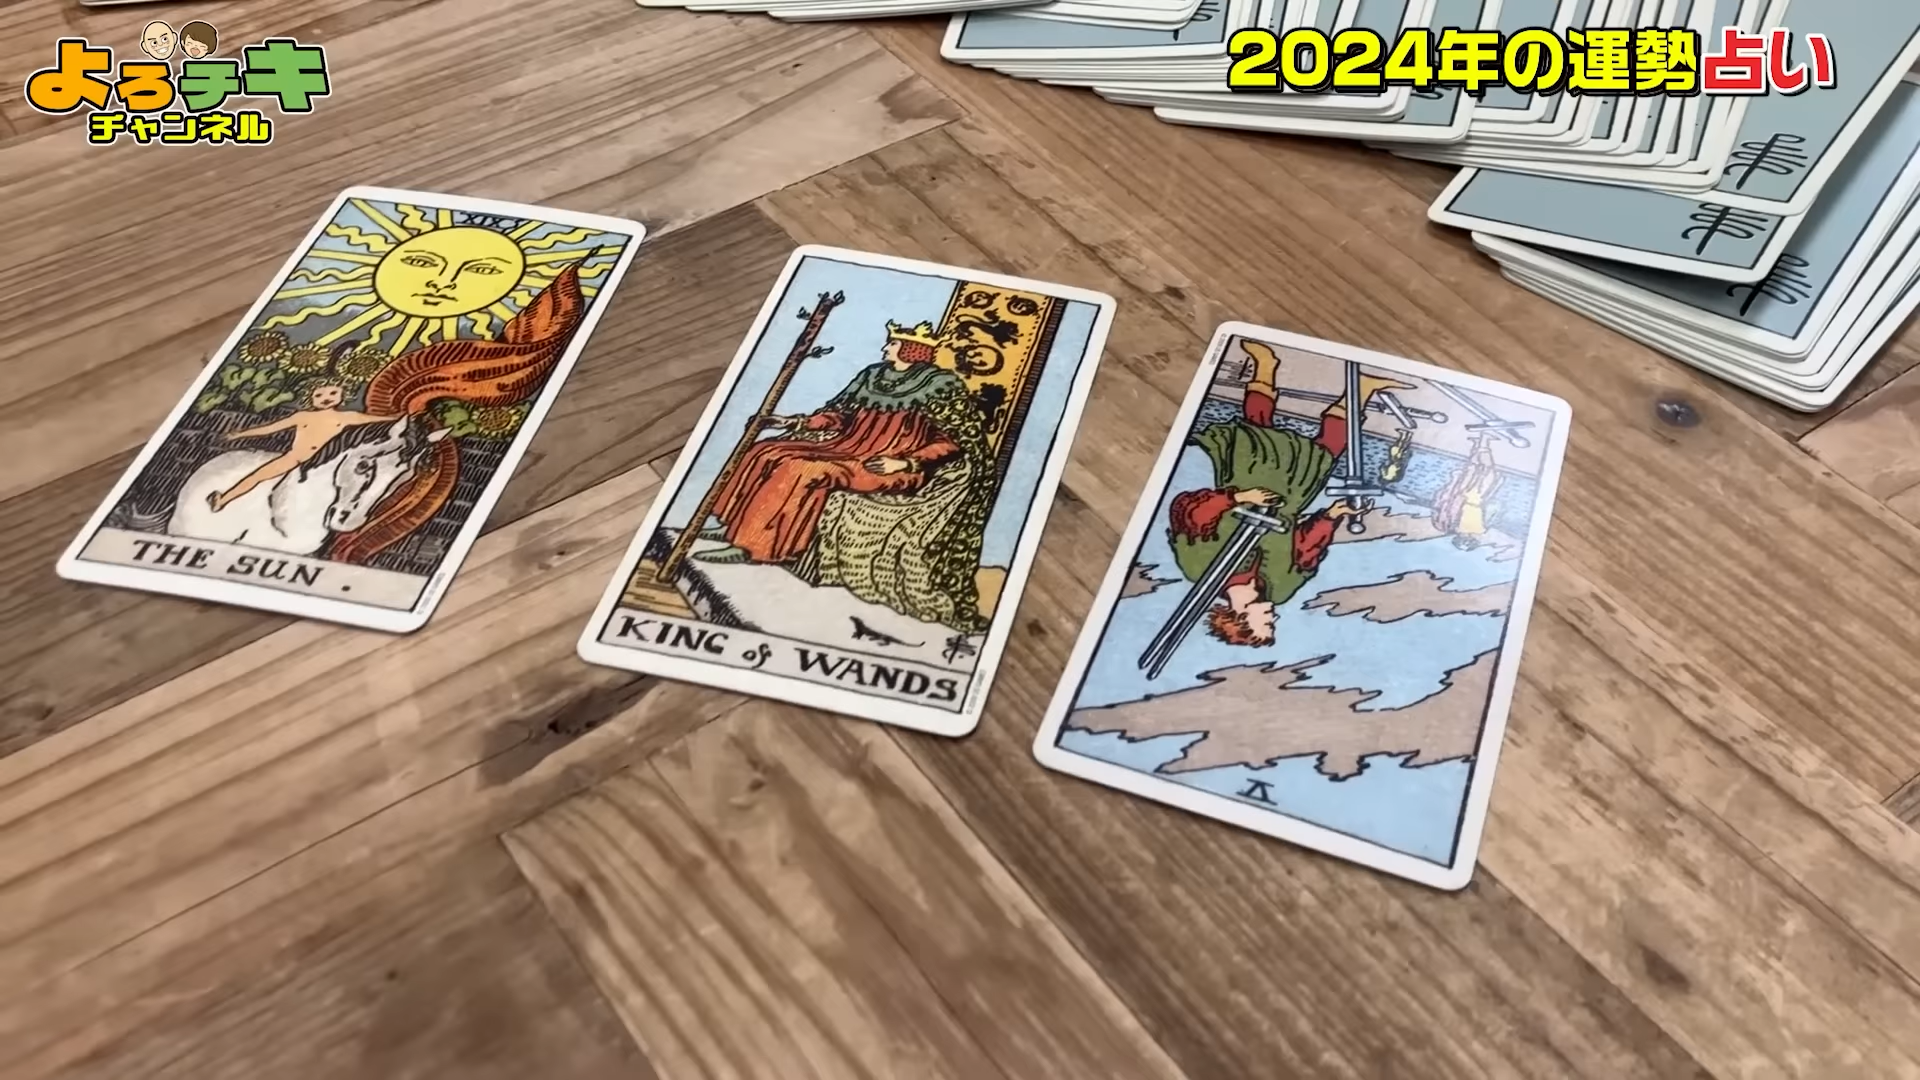 よろチキ
チャンネル
2024年の運勢占い
XIX
THE SUN.
KING of WANDS
V